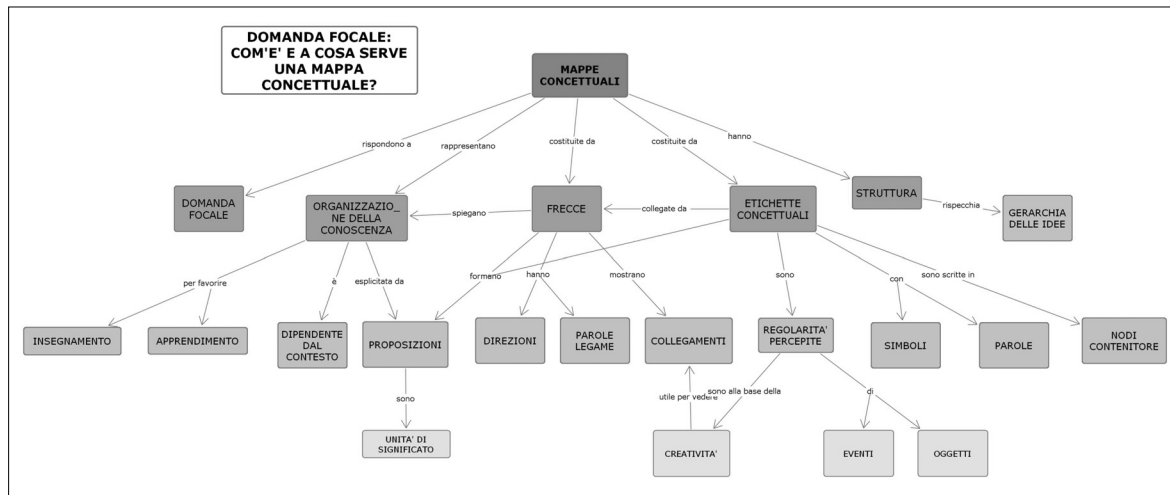 DOMANDA FOCALE:
COM'E' E A COSA SERVE
UNA MAPPA
CONCETTUALE?
MAPPE
CONCETTUALI
rispondono a
rappresentano
costituite da
costituite da
hanno
DOMANDA
FOCALE
ORGANIZZAZIO_
NE DELLA
CONOSCENZA
spiegano
FRECCE
collegate da
ETICHETTE
CONCETTUALI
STRUTTURA
rispecchia
GERARCHIA
DELLE IDEE
per favorire
è
esplicitata da
formano
hanno
mostrano
sono
con
sono scritte in
INSEGNAMENTO
APPRENDIMENTO
DIPENDENTE
DAL
CONTESTO
PROPOSIZIONI
DIREZIONI
PAROLE
LEGAME
COLLEGAMENTI
REGOLARITA'
PERCEPITE
SIMBOLI
PAROLE
NODI
CONTENITORE
sono
utile per vedere
sono alla base della
di
UNITA' DI
SIGNIFICATO
CREATIVITA'
EVENTI
OGGETTI